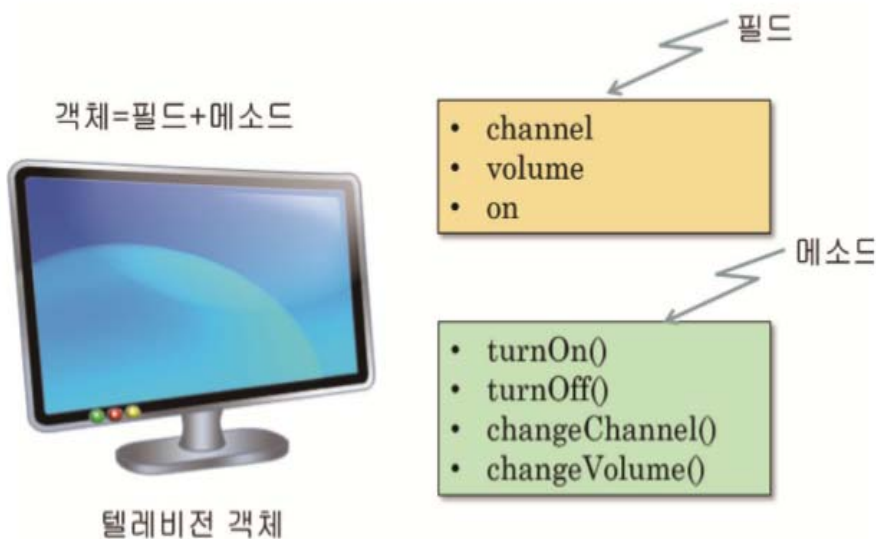 객체=필드+메소드
텔레비전 객체
필드
• channel
• volume
• on
메소드
• turnOn()
• turnOff()
• changeChannel()
• changeVolume()